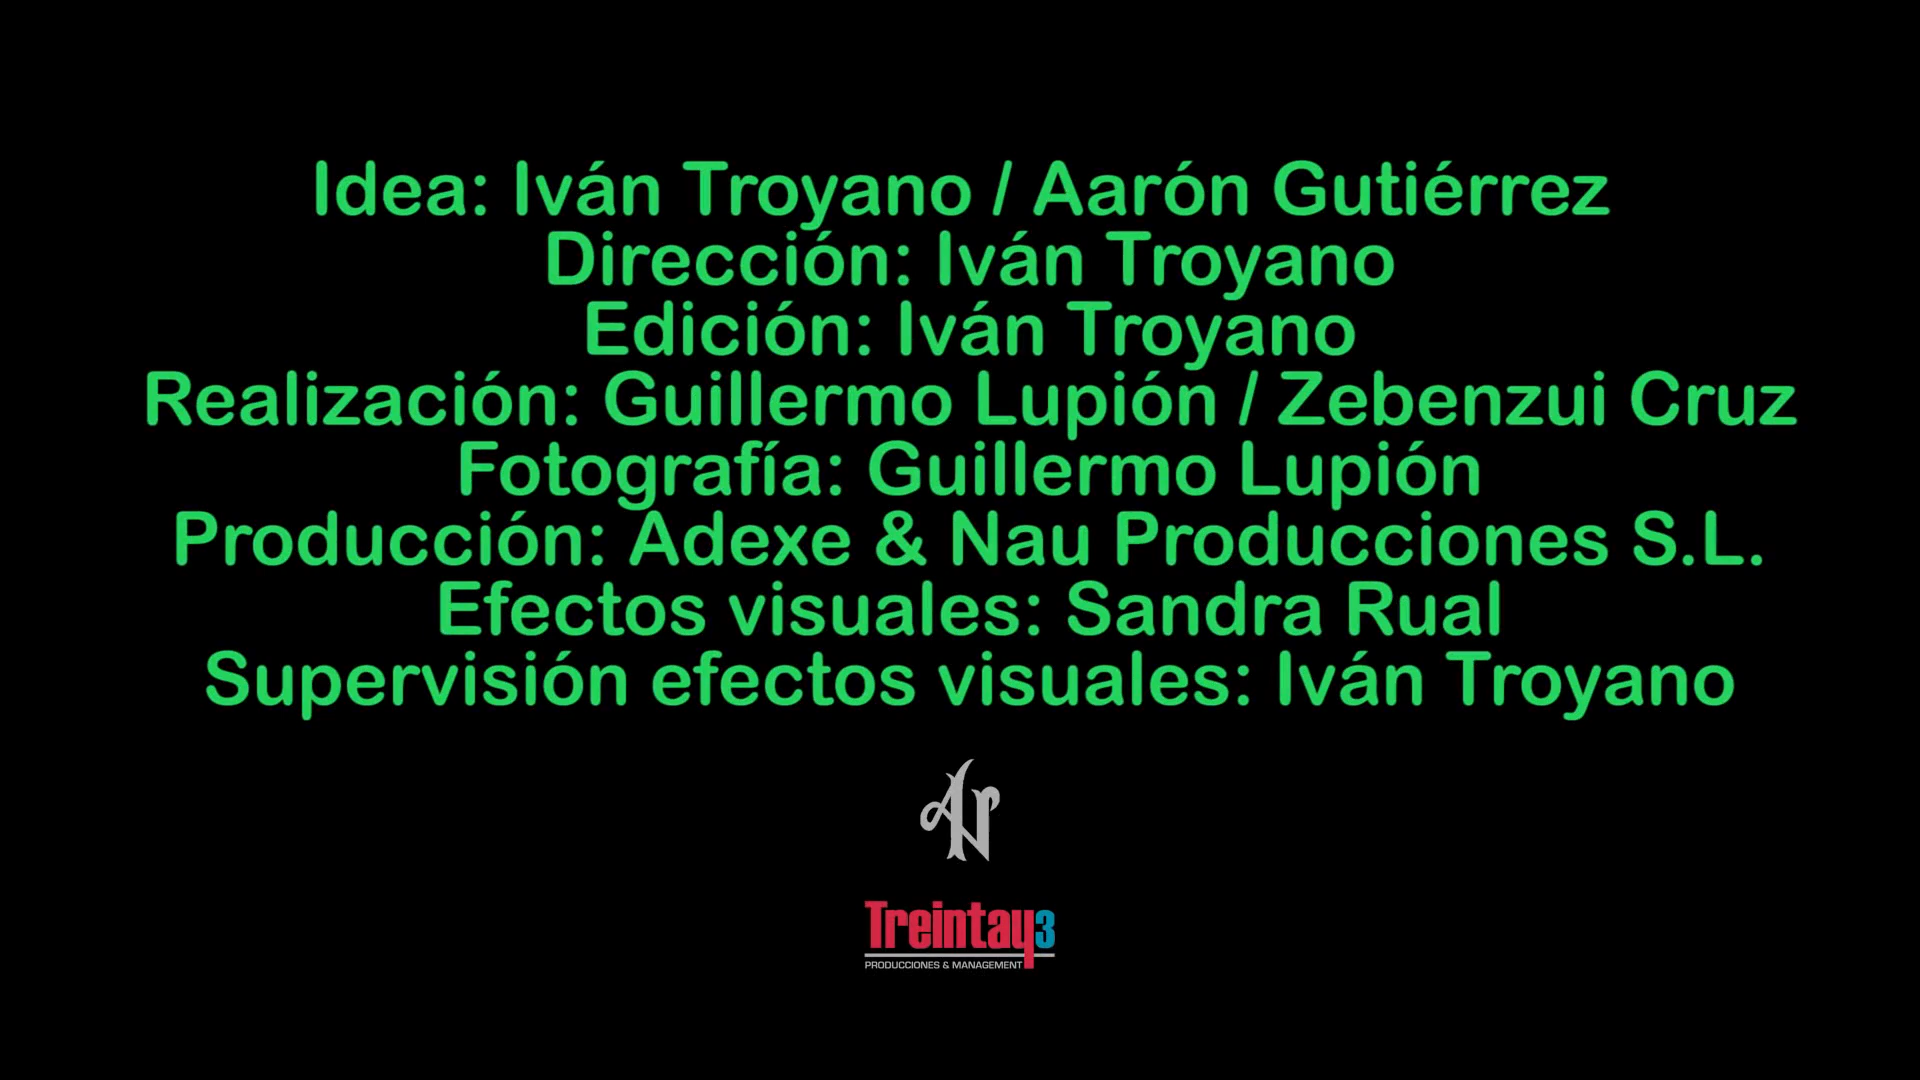 Idea: Iván Troyano / Aarón Gutiérrez
Dirección: Iván Troyano
Edición: Iván Troyano
Realización: Guillermo Lupión / Zebenzui Cruz
Fotografía: Guillermo Lupión
Producción: Adexe & Nau Producciones S.L.
Efectos visuales: Sandra Rual
Supervisión efectos visuales: Iván Troyano
AN
Treintay3
PRODUCCIONES & MANAGEMENT